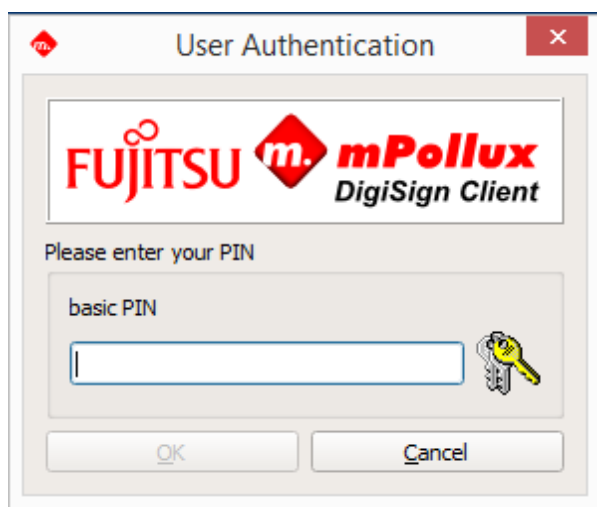 User Authentication
FUJITSU m. mPollux
DigiSign Client
Please enter your PIN
basic PIN
OK
Cancel